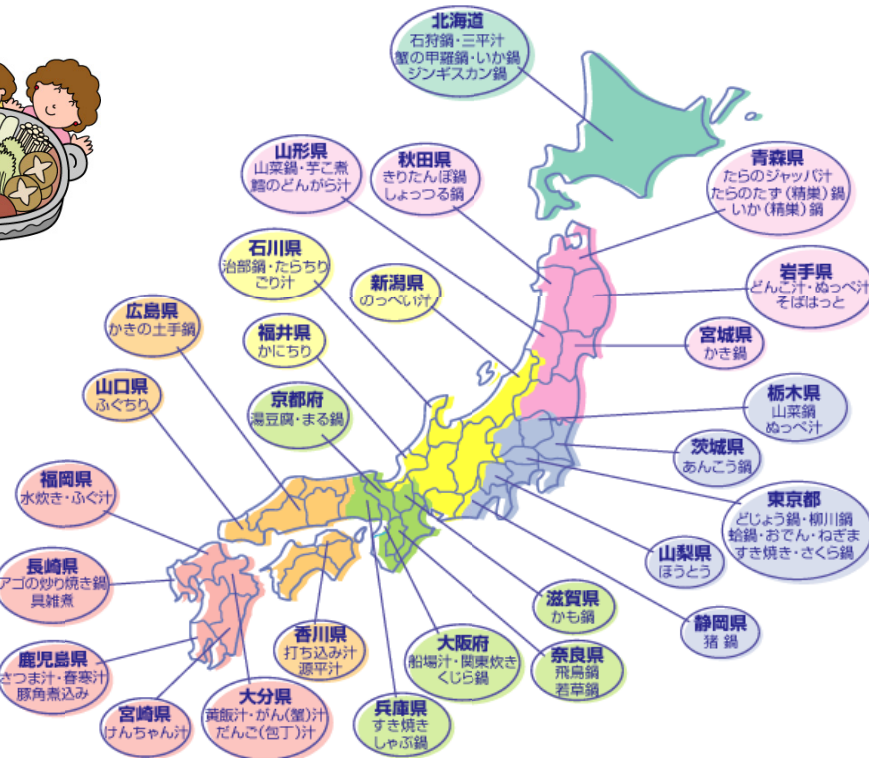 北海道
石狩鍋・三平汁
蟹の甲羅鍋・いか鍋
ジンギスカン鍋
山形県
山菜鍋・芋こ煮
鱈のどんがら汁
秋田県
きりたんぽ鍋
しょっつる鍋
青森県
たらのジャッパ汁
たらのたず(精巣)鍋
いか(精巣)鍋
石川県
治部鍋・たらちり
ごり汁
新潟県
のっぺい汁
岩手県
どんこ汁・ぬっぺ汁
そばはっと
広島県
かきの土手鍋
福井県
かにちり
宮城県
かき鍋
山口県
ふぐちり
京都府
湯豆腐・まる鍋
栃木県
山菜鍋
ぬっぺ汁
茨城県
あんこう鍋
福岡県
水炊き・ふぐ汁
東京都
どじょう鍋・柳川鍋
蛤鍋・おでん・ねぎま
すき焼き・さくら鍋
長崎県
アゴの炒り焼き鍋
具雑煮
山梨県
ほうとう
滋賀県
かも鍋
静岡県
猪 鍋
鹿児島県
さつま汁・春寒汁
豚角煮込み
香川県
打ち込み汁
源平汁
大阪府
船場汁・関東炊き
くじら鍋
奈良県
飛鳥鍋
若草鍋
宮崎県
けんちゃん汁
大分県
黄飯汁・がん(蟹)汁
だんご(包丁)汁
兵庫県
すき焼き
しゃぶ鍋